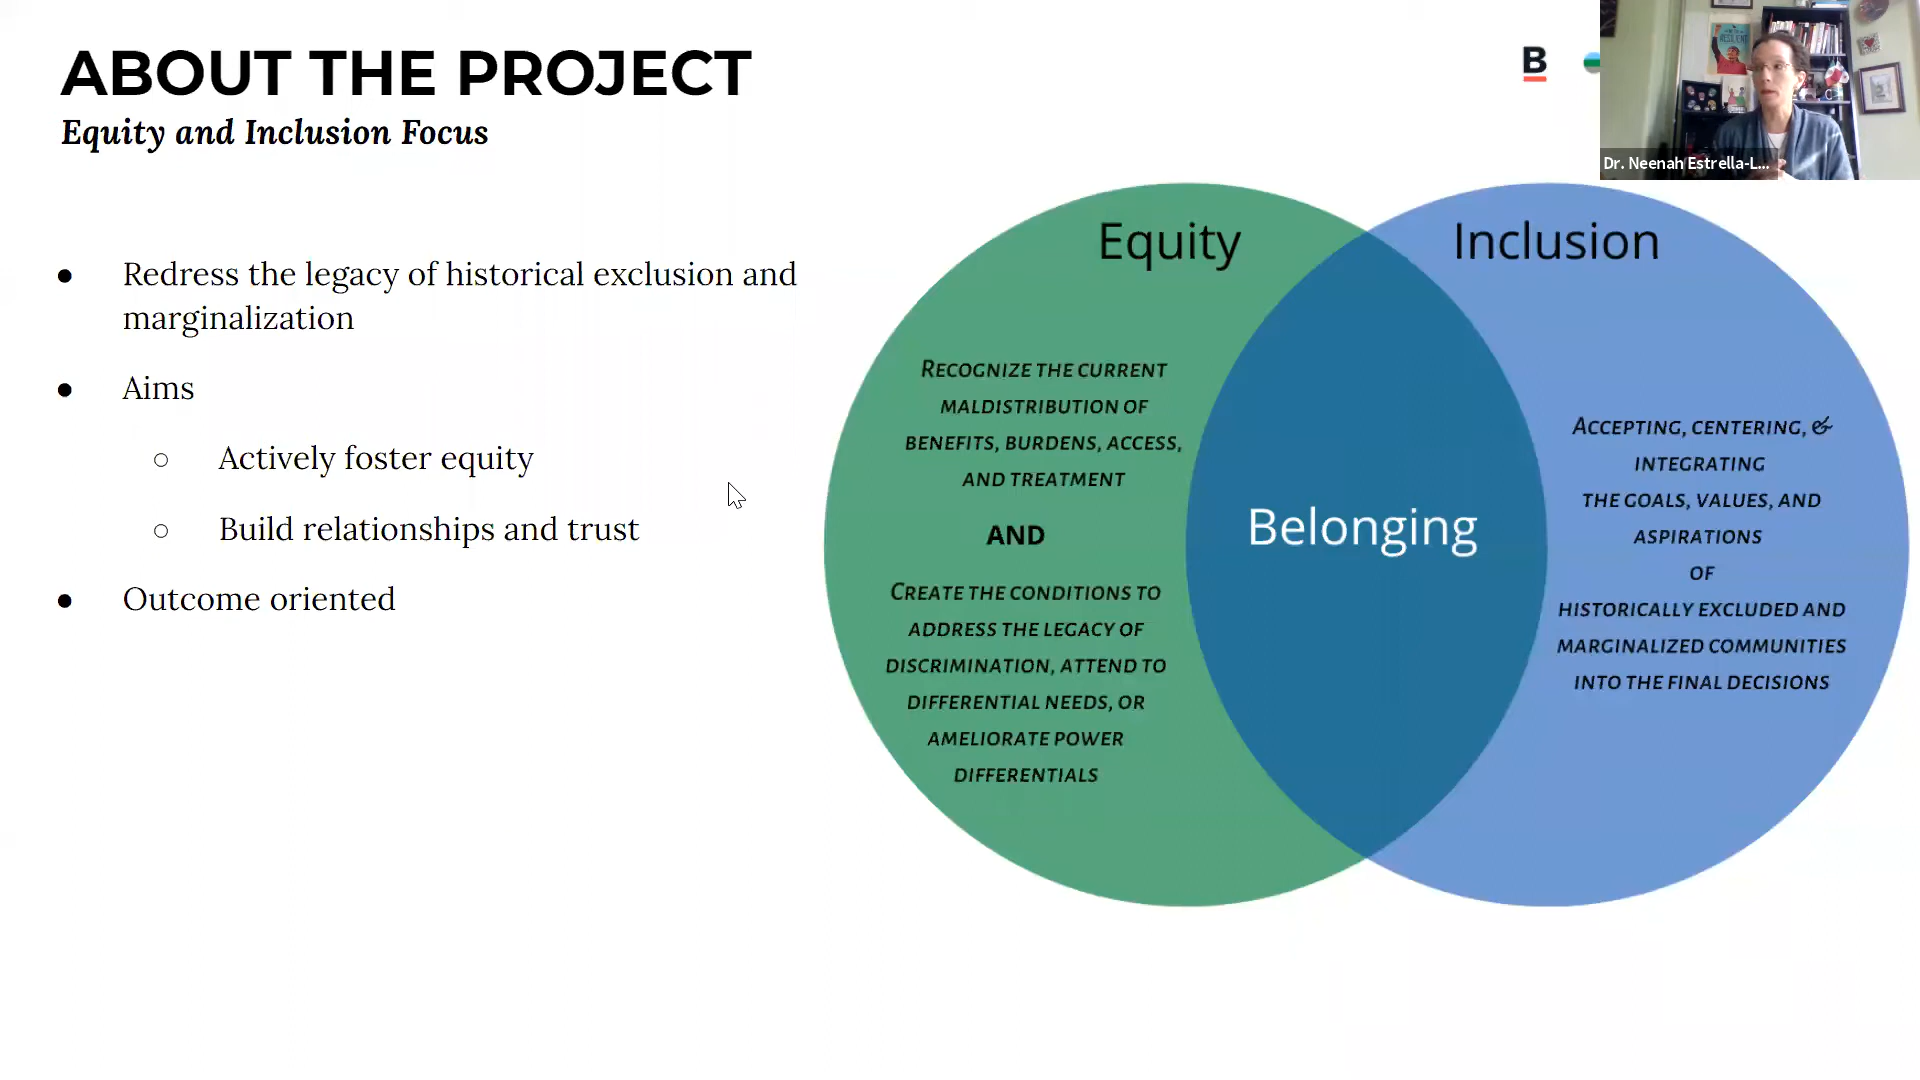 ABOUT THE PROJECT
Equity and Inclusion Focus
● Redress the legacy of historical exclusion and
marginalization
● Aims
○ Actively foster equity
○ Build relationships and trust
● Outcome oriented
B
RESILIENT
Dr. Neenah Estrella-L...
Equity
RECOGNIZE THE CURRENT
MALDISTRIBUTION OF
BENEFITS, BURDENS, ACCESS,
AND TREATMENT
AND
CREATE THE CONDITIONS TO
ADDRESS THE LEGACY OF
DISCRIMINATION, ATTEND TO
DIFFERENTIAL NEEDS, OR
AMELIORATE POWER
DIFFERENTIALS
Belonging
Inclusion
ACCEPTING, CENTERING, &
INTEGRATING
THE GOALS, VALUES, AND
ASPIRATIONS
OF
HISTORICALLY EXCLUDED AND
MARGINALIZED COMMUNITIES
INTO THE FINAL DECISIONS